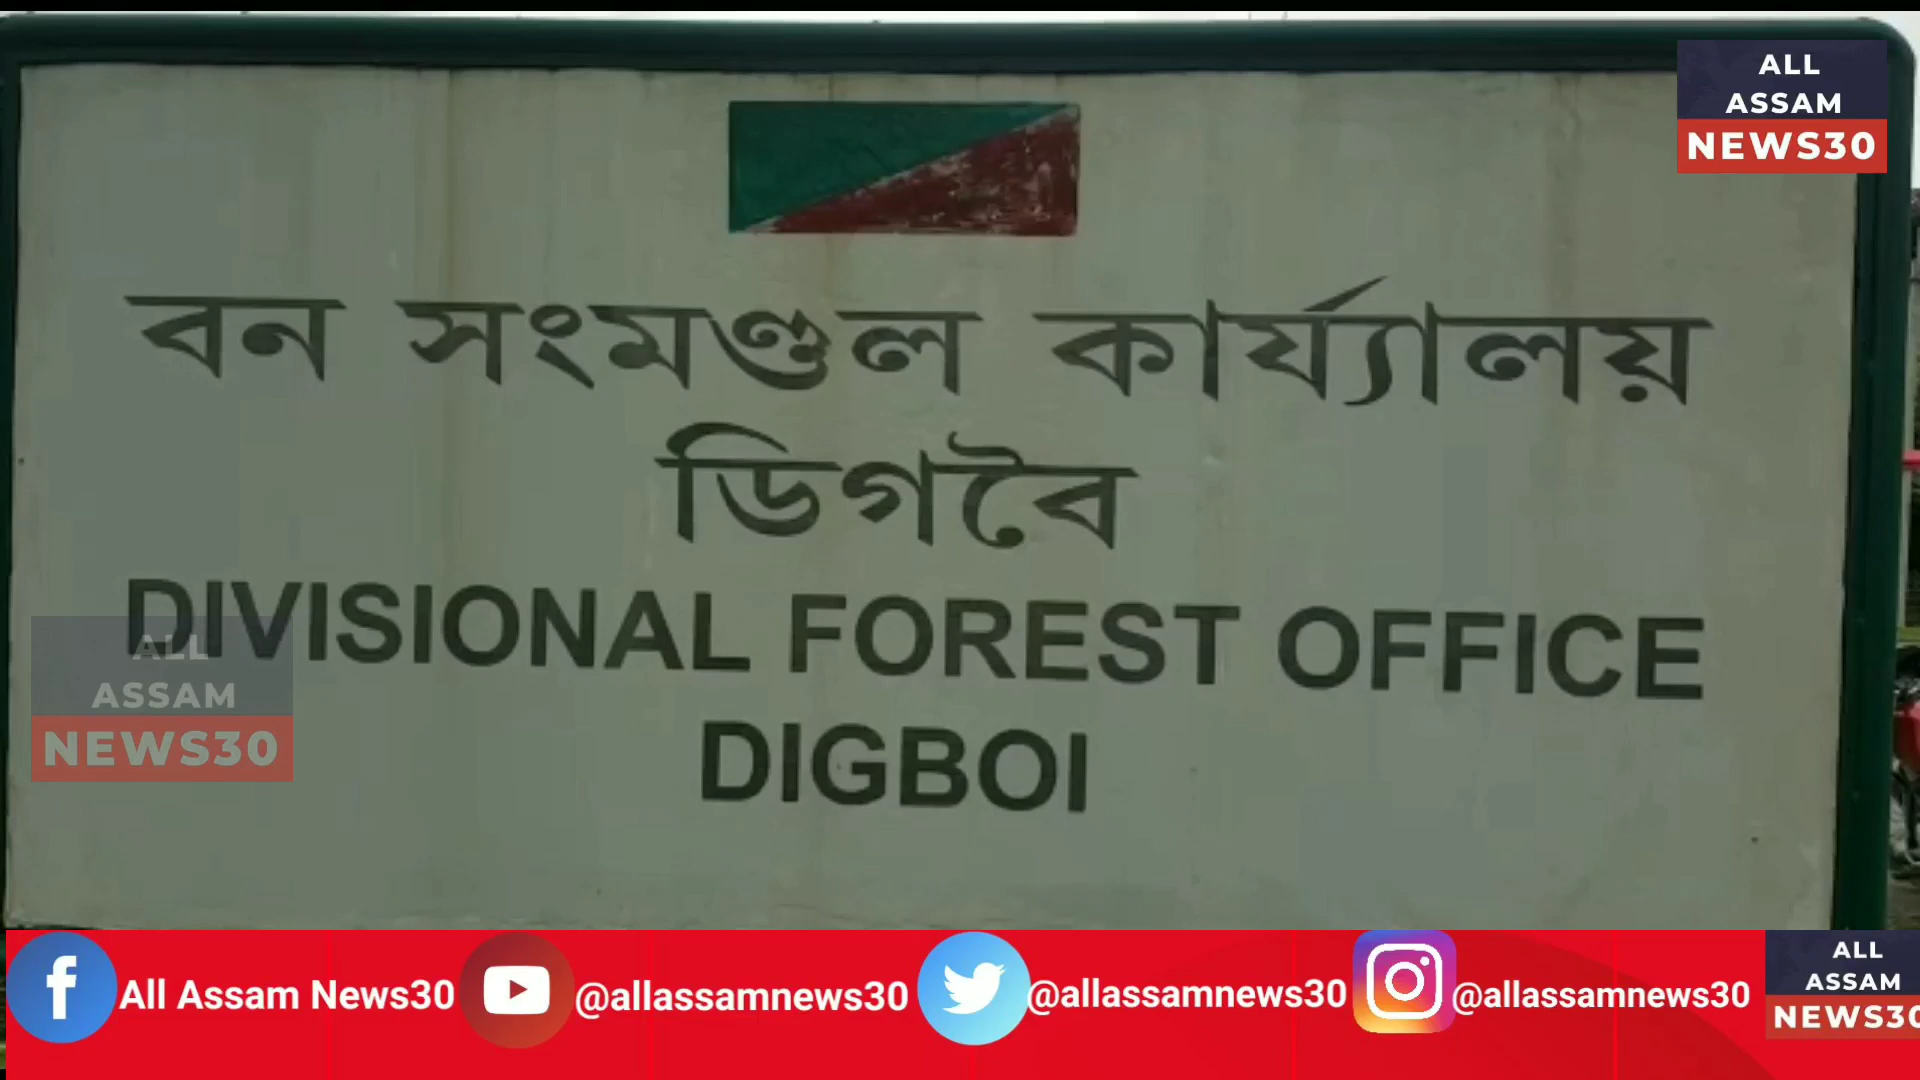 ALL
ASSAM
NEWS30
বন সংমণ্ডল কাৰ্য্যালয়
ডিগবৈ
DIVISIONAL FOREST OFFICE
DIGBOI
ALL
ASSAM
NEWS30
All Assam News30 @allassamnews30 @allassamnews30 @allassamnews30
ALL
ASSAM
NEWS30